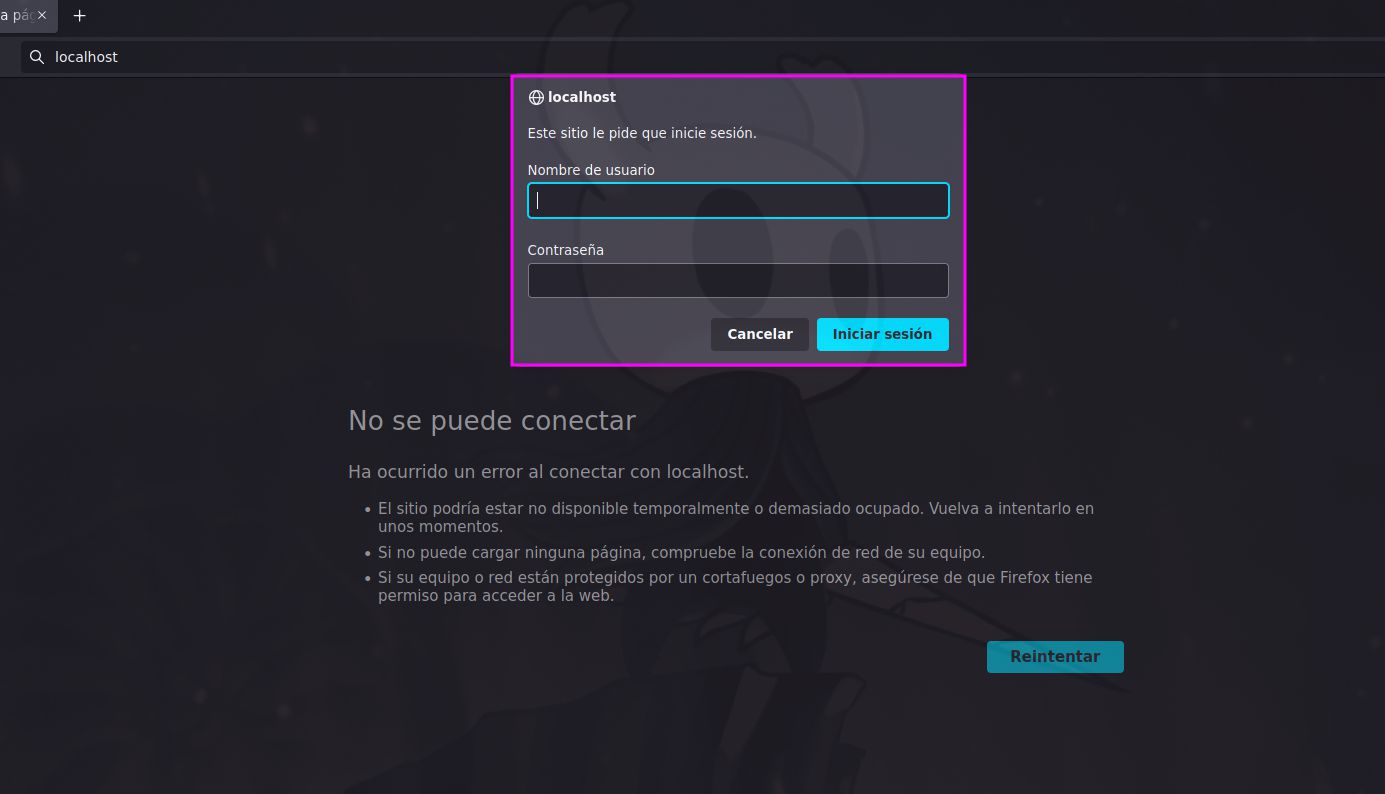 localhost
localhost
Este sitio le pide que inicie sesión.
Nombre de usuario
Contraseña
Cancelar
Iniciar sesión
No se puede conectar
Ha ocurrido un error al conectar con localhost.
• El sitio podría estar no disponible temporalmente o demasiado ocupado. Vuelva a intentarlo en
unos momentos.
• Si no puede cargar ninguna página, compruebe la conexión de red de su equipo.
• Si su equipo o red están protegidos por un cortafuegos o proxy, asegúrese de que Firefox tiene
permiso para acceder a la web.
Reintentar